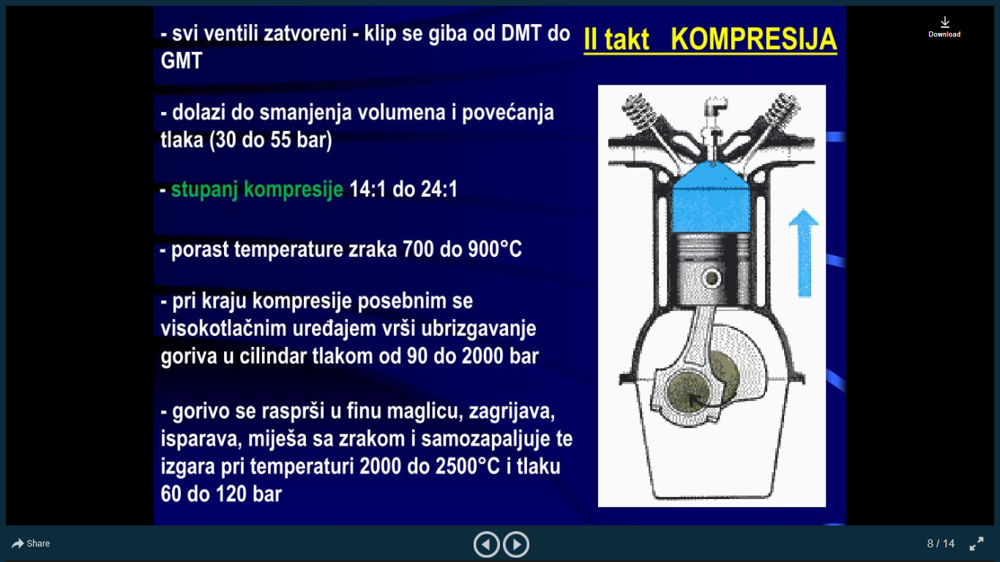 - svi ventili zatvoreni - klip se giba od DMT do
GMT
II takt KOMPRESIJA
Download
- dolazi do smanjenja volumena i povećanja
tlaka (30 do 55 bar)
- stupanj kompresije 14:1 do 24:1
- porast temperature zraka 700 do 900°C
- pri kraju kompresije posebnim se
visokotlačnim uređajem vrši ubrizgavanje
goriva u cilindar tlakom od 90 do 2000 bar
- gorivo se rasprši u finu maglicu, zagrijava,
isparava, miješa sa zrakom i samozapaljuje te
izgara pri temperaturi 2000 do 2500°C i tlaku
60 do 120 bar
Share
8 / 14